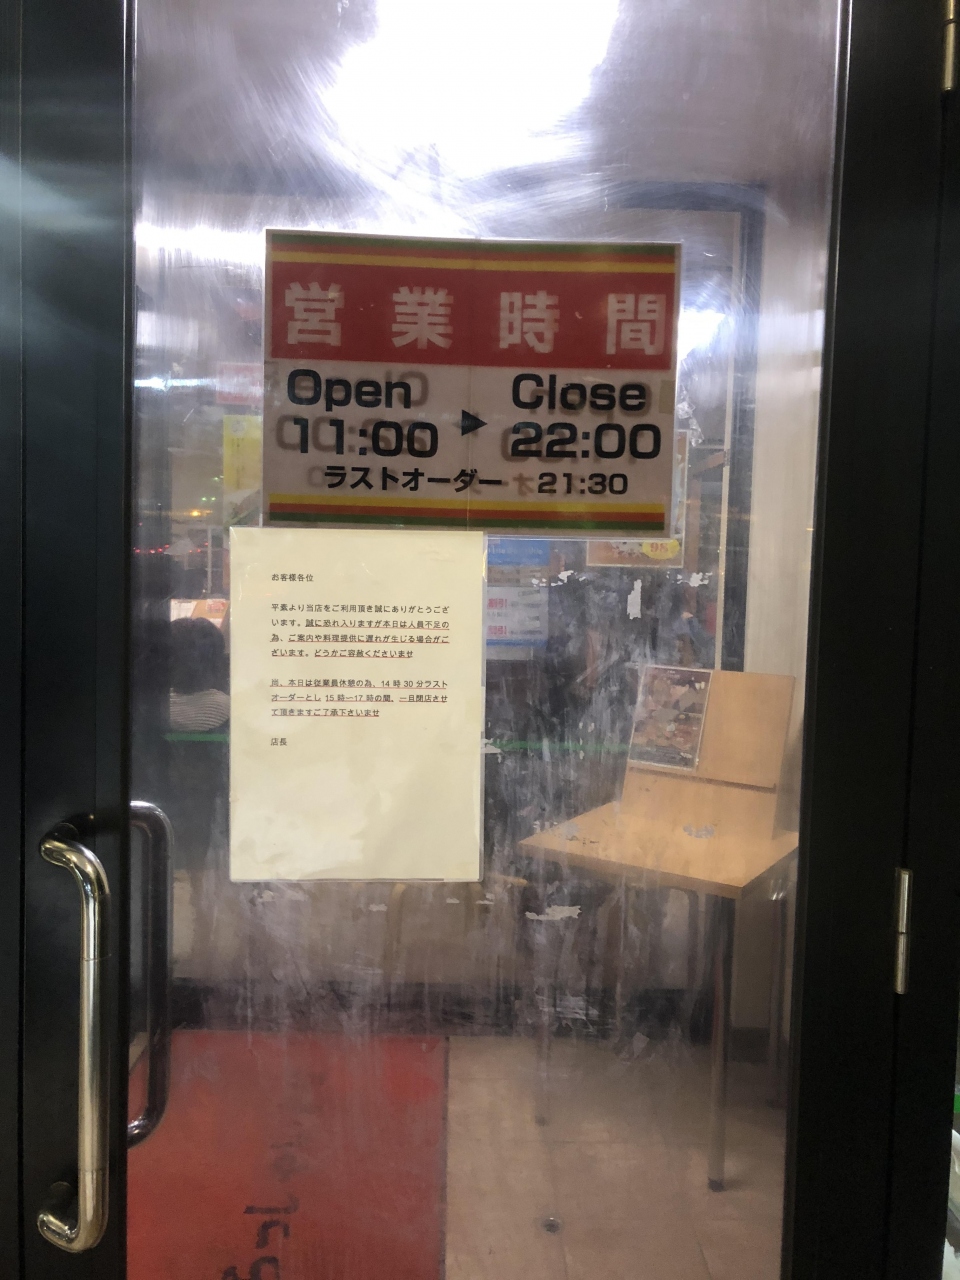 営業時間
Open Close
11:00 ▶ 22:00
ラストオーダー 21:30
お客様各位
平素より当店をご利用頂き誠にありがとうござ
います。誠に恐れ入りますが本日は人員不足の
為、ご案内や料理提供に遅れが生じる場合がご
ざいます。どうかご容赦くださいませ
尚、本日は従業員休憩の為、14 時 30 分ラスト
オーダーとし 15 時ー17 時の間、一旦閉店させ
て頂きますご了承下さいませ
店長
98